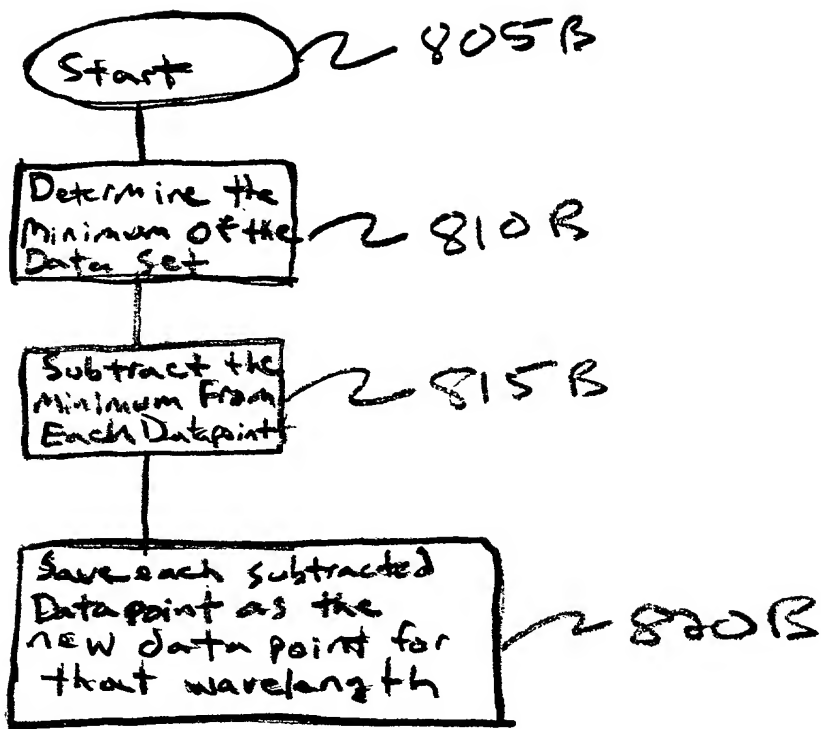 Start
805B
Determine the
Minimum of the
Data Set
810B
Subtract the
Minimum From
Each Datapoint
815B
Save each subtracted
Datapoint as the
new data point for
that wavelength
820B